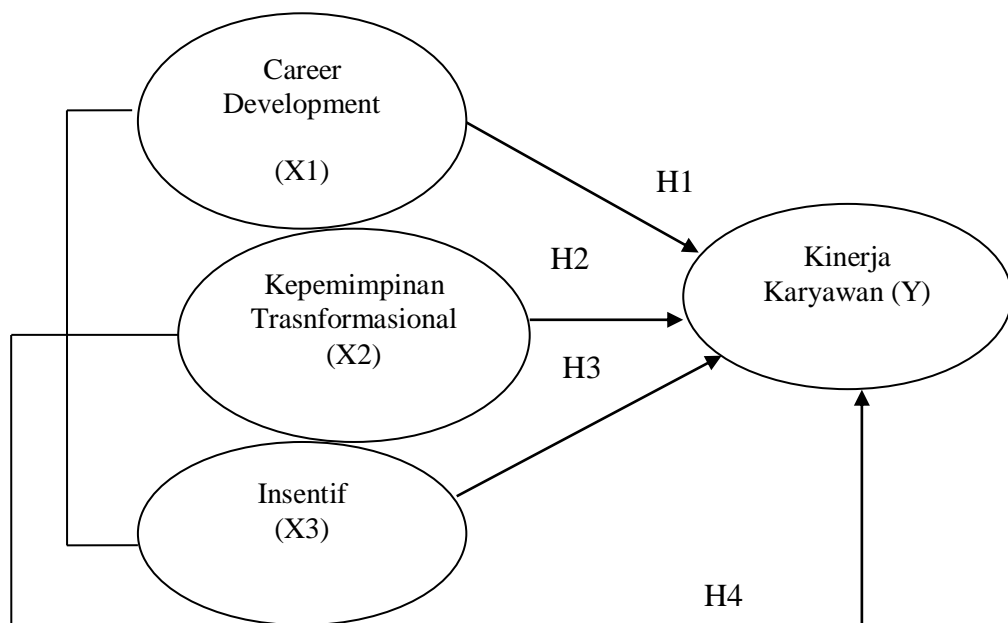 Career
Development
(X1)
H1
H2
Kinerja
Karyawan (Y)
Kepemimpinan
Trasnformasional
(X2)
H3
Insentif
(X3)
H4